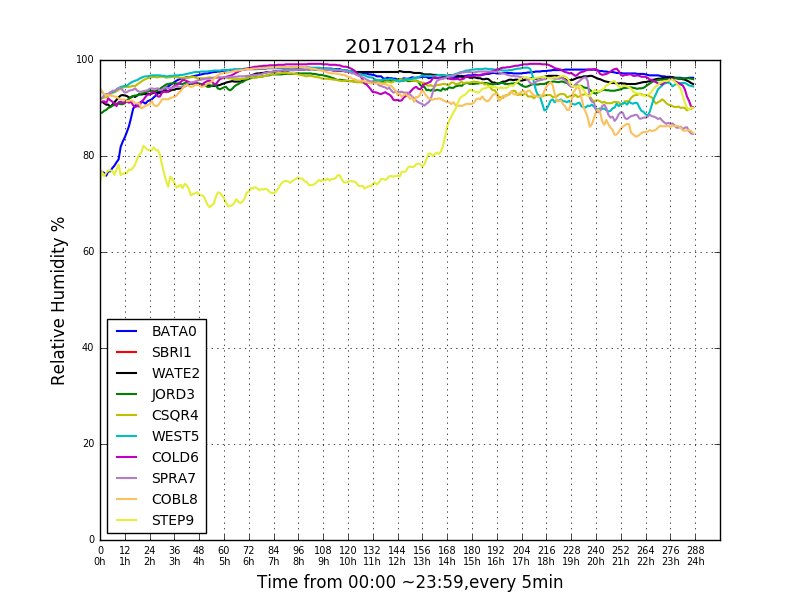 20170124 rh
Relative Humidity %
100
80
60
40
20
0
BATA0
SBRI1
WATE2
JORD3
CSQR4
WEST5
COLD6
SPRA7
COBL8
STEP9
0 12 24 36 48 60 72 84 96 108 120 132 144 156 168 180 192 204 216 228 240 252 264 276 288
0h 1h 2h 3h 4h 5h 6h 7h 8h 9h 10h 11h 12h 13h 14h 15h 16h 17h 18h 19h 20h 21h 22h 23h 24h
Time from 00:00 ~23:59,every 5min